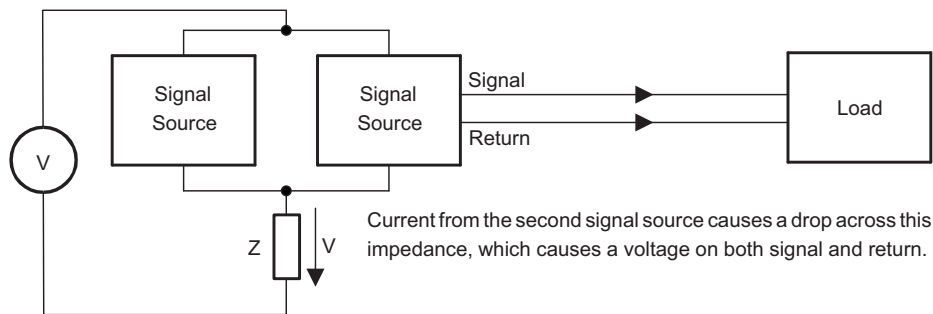 Signal
Source
Signal
Source
Signal
Return
Load
V
Z
V
Current from the second signal source causes a drop across this
impedance, which causes a voltage on both signal and return.